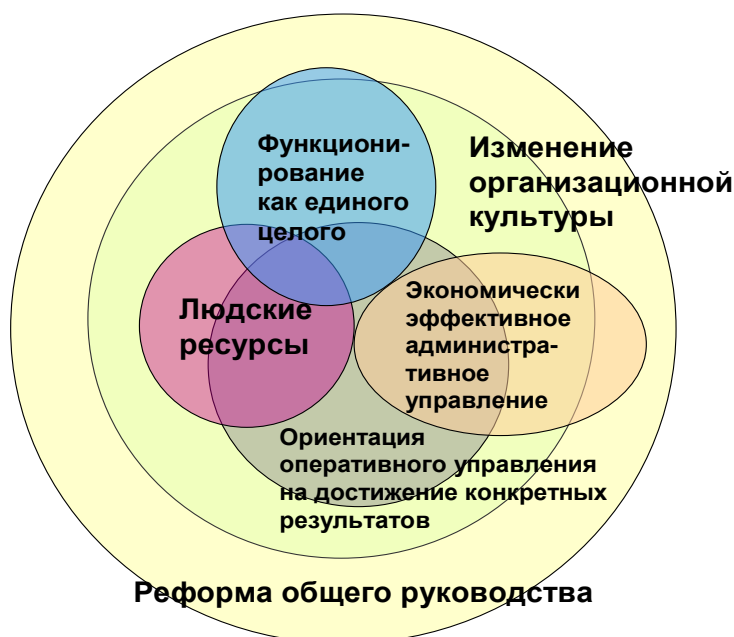 Функциони-
рование
как единого
целого
Изменение
организационной
культуры
Людские
ресурсы
Экономически
эффективное
администра-
тивное
управление
Ориентация
оперативного управления
на достижение конкретных
результатов
Реформа общего руководства